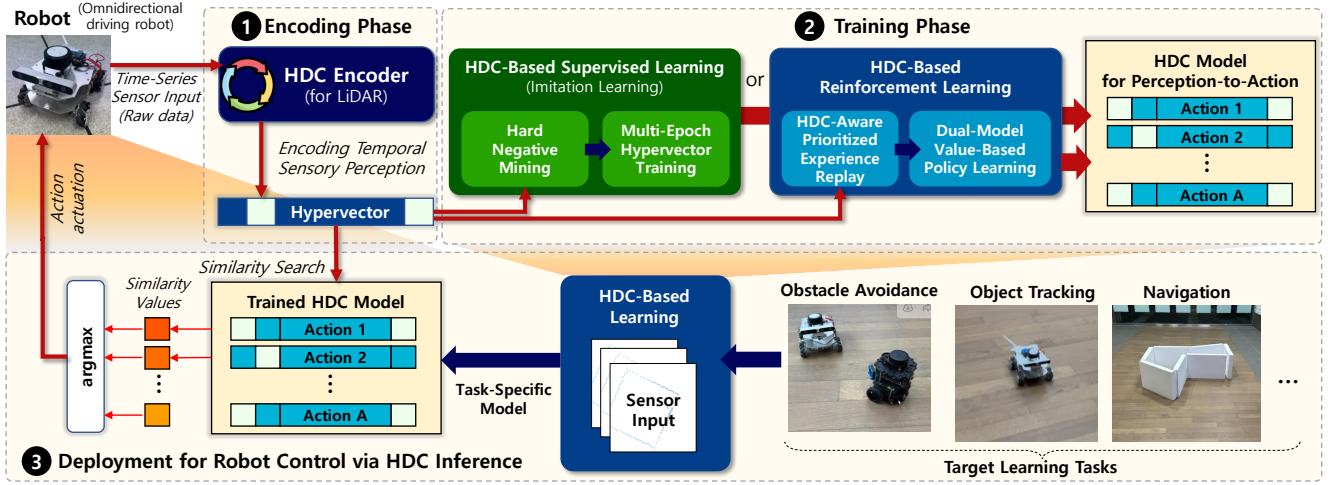 Robot
(Omnidirectional
driving robot)
Time-Series
Sensor Input
(Raw data)
1 Encoding Phase
HDC Encoder
(for LiDAR)
Encoding Temporal
Sensory Perception
Hypervector
2 Training Phase
HDC-Based Supervised Learning
(Imitation Learning)
Hard
Negative
Mining
Multi-Epoch
Hypervector
Training
or
HDC-Based
Reinforcement Learning
HDC-Aware
Prioritized
Experience
Replay
Dual-Model
Value-Based
Policy Learning
HDC Model
for Perception-to-Action
Action 1
Action 2
Action A
Action
actuation
Similarity Search
Similarity
Values
argmax
Trained HDC Model
Action 1
Action 2
Action A
Task-Specific
Model
HDC-Based
Learning
Sensor
Input
Obstacle Avoidance
Object Tracking
Navigation
...
Target Learning Tasks
3 Deployment for Robot Control via HDC Inference